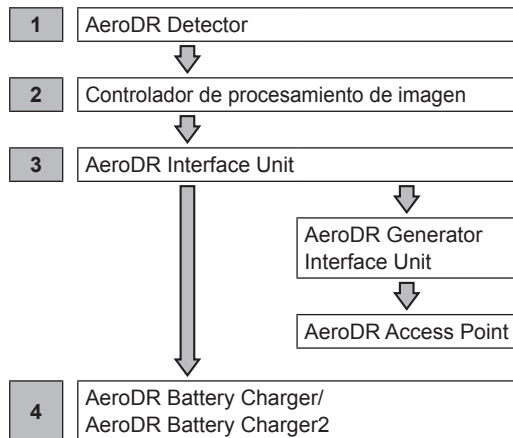 1 AeroDR Detector
2 Controlador de procesamiento de imagen
3 AeroDR Interface Unit
AeroDR Generator
Interface Unit
AeroDR Access Point
4 AeroDR Battery Charger/
AeroDR Battery Charger2